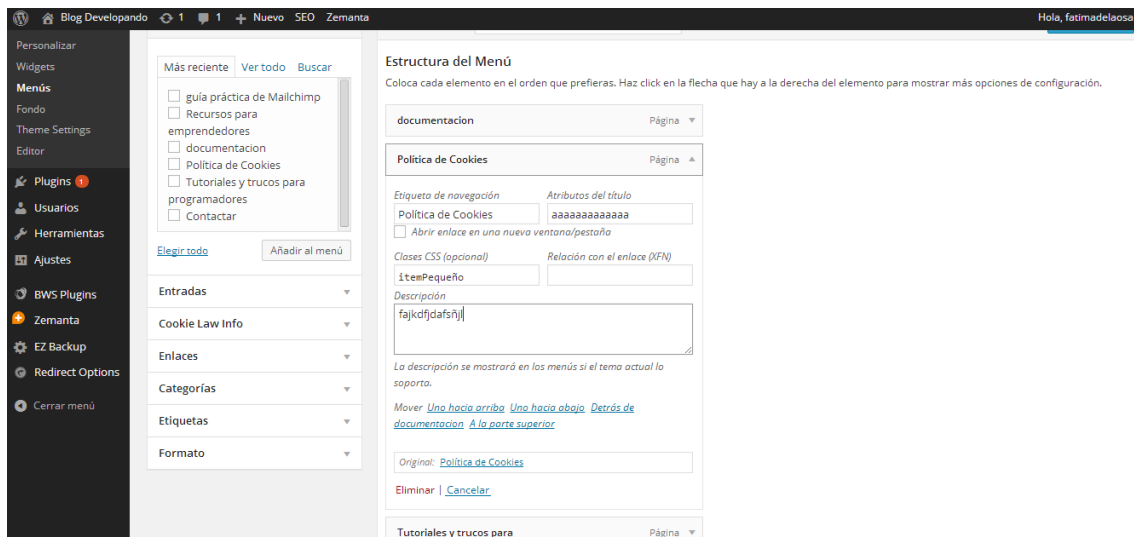 Blog Developando 1 1 + Nuevo SEO Zemanta Hola, fatimadelaosa
Personalizar
Widgets
Menús
Fondo
Theme Settings
Editor
Plugins 1
Usuarios
Herramientas
Ajustes
BWS Plugins
Zemanta
EZ Backup
Redirect Options
Cerrar menú
Más reciente Ver todo Buscar
guía práctica de Mailchimp
Recursos para
emprendedores
documentacion
Política de Cookies
Tutoriales y trucos para
programadores
Contactar
Elegir todo Añadir al menú
Entradas
Cookie Law Info
Enlaces
Categorías
Etiquetas
Formato
Estructura del Menú
Coloca cada elemento en el orden que prefieras. Haz click en la flecha que hay a la derecha del elemento para mostrar más opciones de configuración.
documentacion Página
Política de Cookies Página
Etiqueta de navegación Atributos del título
Política de Cookies aaaaaaaaaaaaa
Abrir enlace en una nueva ventana/pestaña
Clases CSS (opcional) Relación con el enlace (XFN)
itemPequeño
Descripción
fajkdfjdafsñjl
La descripción se mostrará en los menús si el tema actual lo
soporta.
Mover Uno hacia arriba Uno hacia abajo Detrás de
documentacion A la parte superior
Original: Política de Cookies
Eliminar | Cancelar
Tutoriales y trucos para Página